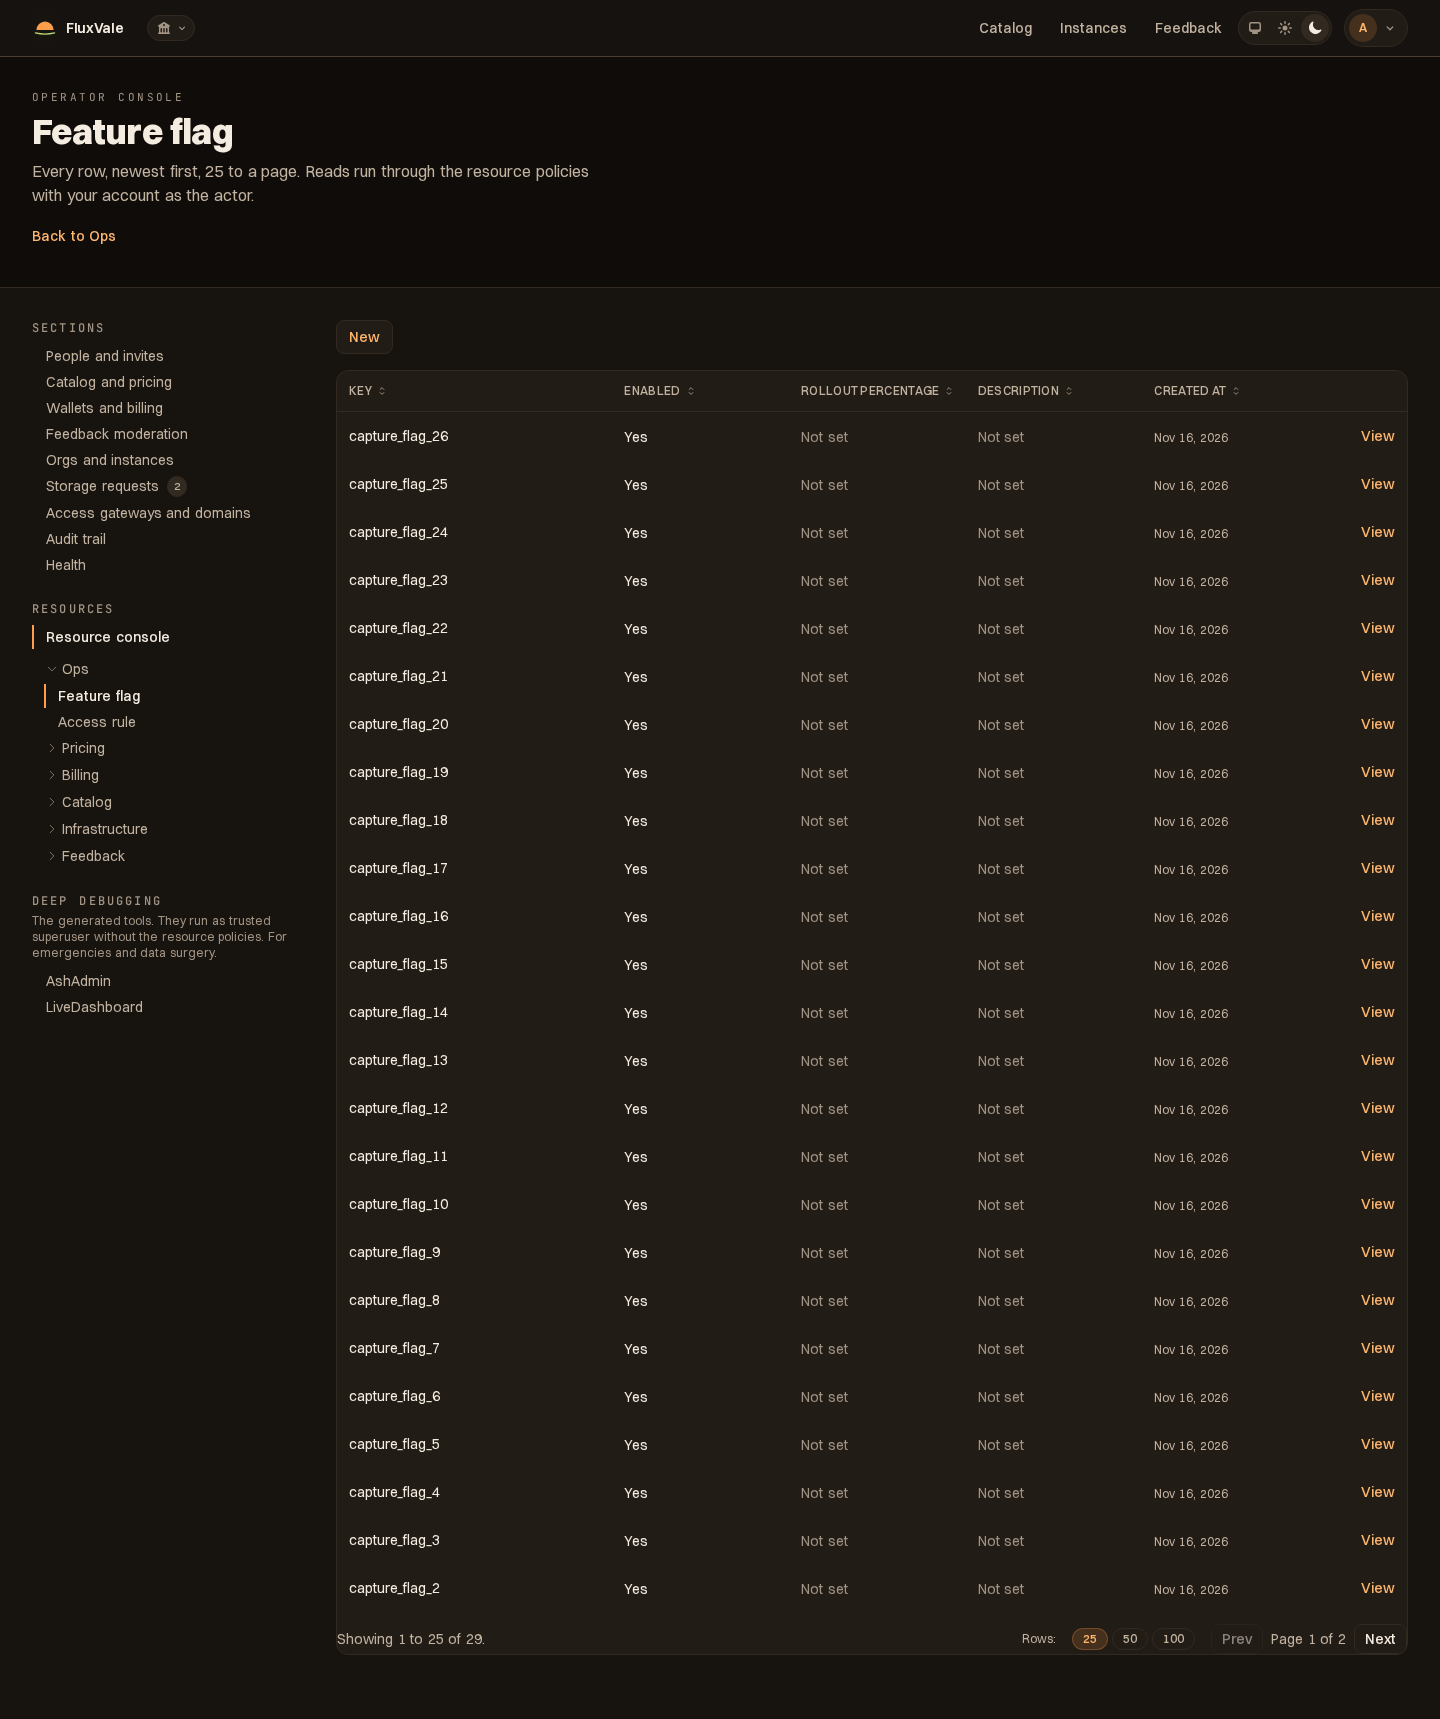 FluxVale
Catalog Instances Feedback A
OPERATOR CONSOLE
Feature flag
Every row, newest first, 25 to a page. Reads run through the resource policies
with your account as the actor.
Back to Ops
SECTIONS
People and invites
Catalog and pricing
Wallets and billing
Feedback moderation
Orgs and instances
Storage requests 2
Access gateways and domains
Audit trail
Health
RESOURCES
Resource console
Ops
Feature flag
Access rule
Pricing
Billing
Catalog
Infrastructure
Feedback
DEEP DEBUGGING
The generated tools. They run as trusted
superuser without the resource policies. For
emergencies and data surgery.
AshAdmin
LiveDashboard
New
KEY ENABLED ROLLOUT PERCENTAGE DESCRIPTION CREATED AT
capture_flag_26 Yes Not set Not set Nov 16, 2026 View
capture_flag_25 Yes Not set Not set Nov 16, 2026 View
capture_flag_24 Yes Not set Not set Nov 16, 2026 View
capture_flag_23 Yes Not set Not set Nov 16, 2026 View
capture_flag_22 Yes Not set Not set Nov 16, 2026 View
capture_flag_21 Yes Not set Not set Nov 16, 2026 View
capture_flag_20 Yes Not set Not set Nov 16, 2026 View
capture_flag_19 Yes Not set Not set Nov 16, 2026 View
capture_flag_18 Yes Not set Not set Nov 16, 2026 View
capture_flag_17 Yes Not set Not set Nov 16, 2026 View
capture_flag_16 Yes Not set Not set Nov 16, 2026 View
capture_flag_15 Yes Not set Not set Nov 16, 2026 View
capture_flag_14 Yes Not set Not set Nov 16, 2026 View
capture_flag_13 Yes Not set Not set Nov 16, 2026 View
capture_flag_12 Yes Not set Not set Nov 16, 2026 View
capture_flag_11 Yes Not set Not set Nov 16, 2026 View
capture_flag_10 Yes Not set Not set Nov 16, 2026 View
capture_flag_9 Yes Not set Not set Nov 16, 2026 View
capture_flag_8 Yes Not set Not set Nov 16, 2026 View
capture_flag_7 Yes Not set Not set Nov 16, 2026 View
capture_flag_6 Yes Not set Not set Nov 16, 2026 View
capture_flag_5 Yes Not set Not set Nov 16, 2026 View
capture_flag_4 Yes Not set Not set Nov 16, 2026 View
capture_flag_3 Yes Not set Not set Nov 16, 2026 View
capture_flag_2 Yes Not set Not set Nov 16, 2026 View
Showing 1 to 25 of 29. Rows: 25 50 100 Prev Page 1 of 2 Next